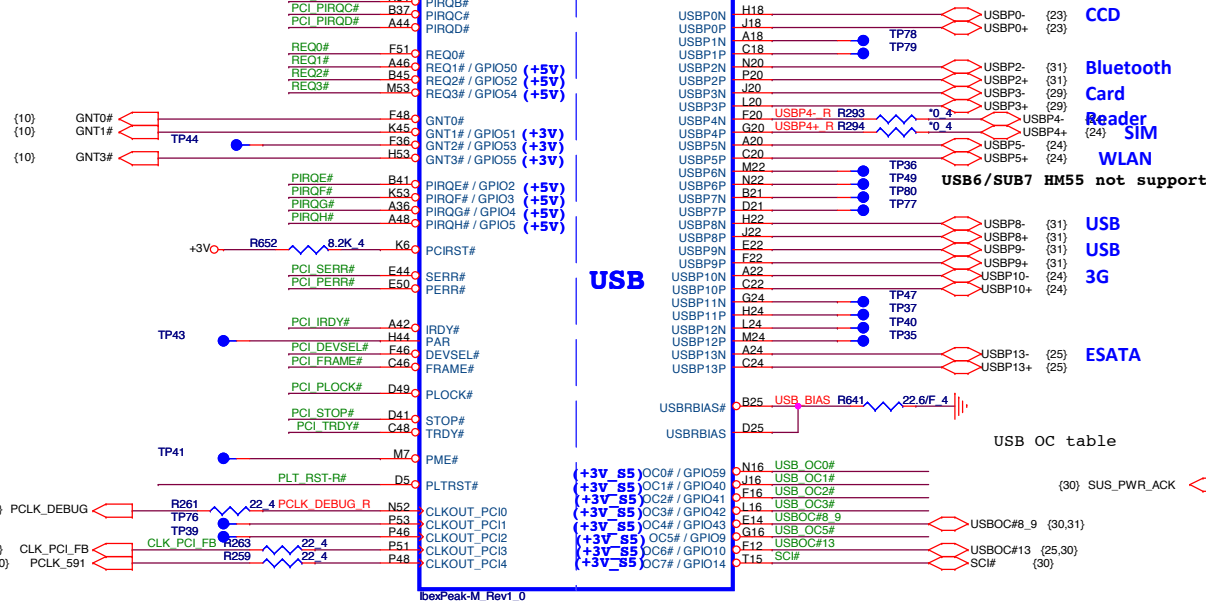 PIRQB#
PCI_PIRQC# B37 PIRQC# USBP0N H18 USBP0- {23} CCD
PCI_PIRQD# A44 PIRQD# USBP0P J18 USBP0+ {23}
USBP1N A18 TP78
REQ0# F51 REQ0# USBP1P C18 TP79
REQ1# A46 REQ1# / GPIO50 (+5V) USBP2N N20 USBP2- {31} Bluetooth
REQ2# B45 REQ2# / GPIO52 (+5V) USBP2P P20 USBP2+ {31}
REQ3# M53 REQ3# / GPIO54 (+5V) USBP3N J20 USBP3- {29} Card
USBP3P L20 USBP3+ {29}
{10} GNT0# F48 GNT0# USBP4N F20 USBP4-_R R293 *0_4 USBP4- Reader
{10} GNT1# K45 GNT1# / GPIO51 (+3V) USBP4P G20 USBP4+_R R294 *0_4 USBP4+ {24} SIM
TP44 F36 GNT2# / GPIO53 (+3V) USBP5N A20 USBP5- {24}
{10} GNT3# H53 GNT3# / GPIO55 (+3V) USBP5P C20 USBP5+ {24} WLAN
USBP6N M22 TP36
PIRQE# B41 PIRQE# / GPIO2 (+5V) USBP6P N22 TP49 USB6/SUB7 HM55 not support
PIRQF# K53 PIRQF# / GPIO3 (+5V) USBP7N B21 TP80
PIRQG# A36 PIRQG# / GPIO4 (+5V) USBP7P D21 TP77
PIRQH# A48 PIRQH# / GPIO5 (+5V) USBP8N H22 USBP8- {31} USB
USBP8P J22 USBP8+ {31}
+3V R652 8.2K_4 K6 PCIRST# USBP9N E22 USBP9- {31} USB
USBP9P F22 USBP9+ {31}
PCI_SERR# E44 SERR# USB USBP10N A22 USBP10- {24} 3G
PCI_PERR# E50 PERR# USBP10P C22 USBP10+ {24}
USBP11N G24 TP47
USBP11P H24 TP37
PCI_IRDY# A42 IRDY# USBP12N L24 TP40
TP43 H44 PAR USBP12P M24 TP35
PCI_DEVSEL# F46 DEVSEL# USBP13N A24 USBP13- {25} ESATA
PCI_FRAME# C46 FRAME# USBP13P C24 USBP13+ {25}
PCI_PLOCK# D49 PLOCK#
USBRBIAS# B25 USB_BIAS R641 22.6/F_4
PCI_STOP# D41 STOP#
PCI_TRDY# C48 TRDY# USBRBIAS D25
USB OC table
TP41 M7 PME#
(+3V_S5) OC0# / GPIO59 N16 USB_OC0#
PLT_RST-R# D5 PLTRST# (+3V_S5) OC1# / GPIO40 J16 USB_OC1# {30} SUS_PWR_ACK
(+3V_S5) OC2# / GPIO41 F16 USB_OC2#
} PCLK_DEBUG R261 22_4 PCLK_DEBUG_R N52 CLKOUT_PCI0 (+3V_S5) OC3# / GPIO42 L16 USB_OC3#
TP76 P53 CLKOUT_PCI1 (+3V_S5) OC4# / GPIO43 E14 USBOC#8_9 USBOC#8_9 {30,31}
TP39 P46 CLKOUT_PCI2 (+3V_S5) OC5# / GPIO9 G16 USB_OC5#
} CLK_PCI_FB CLK_PCI_FB R263 22_4 P51 CLKOUT_PCI3 (+3V_S5) OC6# / GPIO10 F12 USBOC#13 USBOC#13 {25,30}
0} PCLK_591 R259 22_4 P48 CLKOUT_PCI4 (+3V_S5) OC7# / GPIO14 T15 SCI# SCI# {30}
IbexPeak-M_Rev1_0